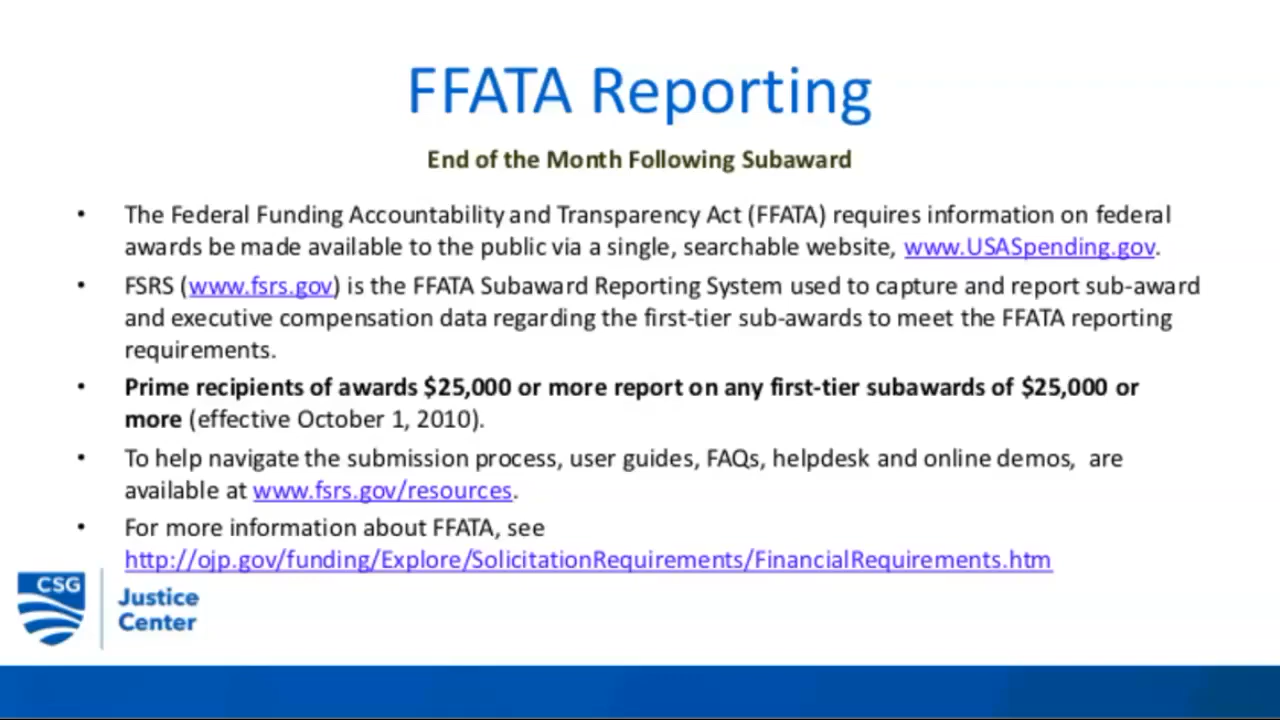 FFATA Reporting
End of the Month Following Subaward
• The Federal Funding Accountability and Transparency Act (FFATA) requires information on federal
awards be made available to the public via a single, searchable website, www.USASpending.gov.
• FSRS (www.fsrs.gov) is the FFATA Subaward Reporting System used to capture and report sub-award
and executive compensation data regarding the first-tier sub-awards to meet the FFATA reporting
requirements.
• Prime recipients of awards $25,000 or more report on any first-tier subawards of $25,000 or
more (effective October 1, 2010).
• To help navigate the submission process, user guides, FAQs, helpdesk and online demos, are
available at www.fsrs.gov/resources.
• For more information about FFATA, see
http://ojp.gov/funding/Explore/SolicitationRequirements/FinancialRequirements.htm
CSG
Justice
Center